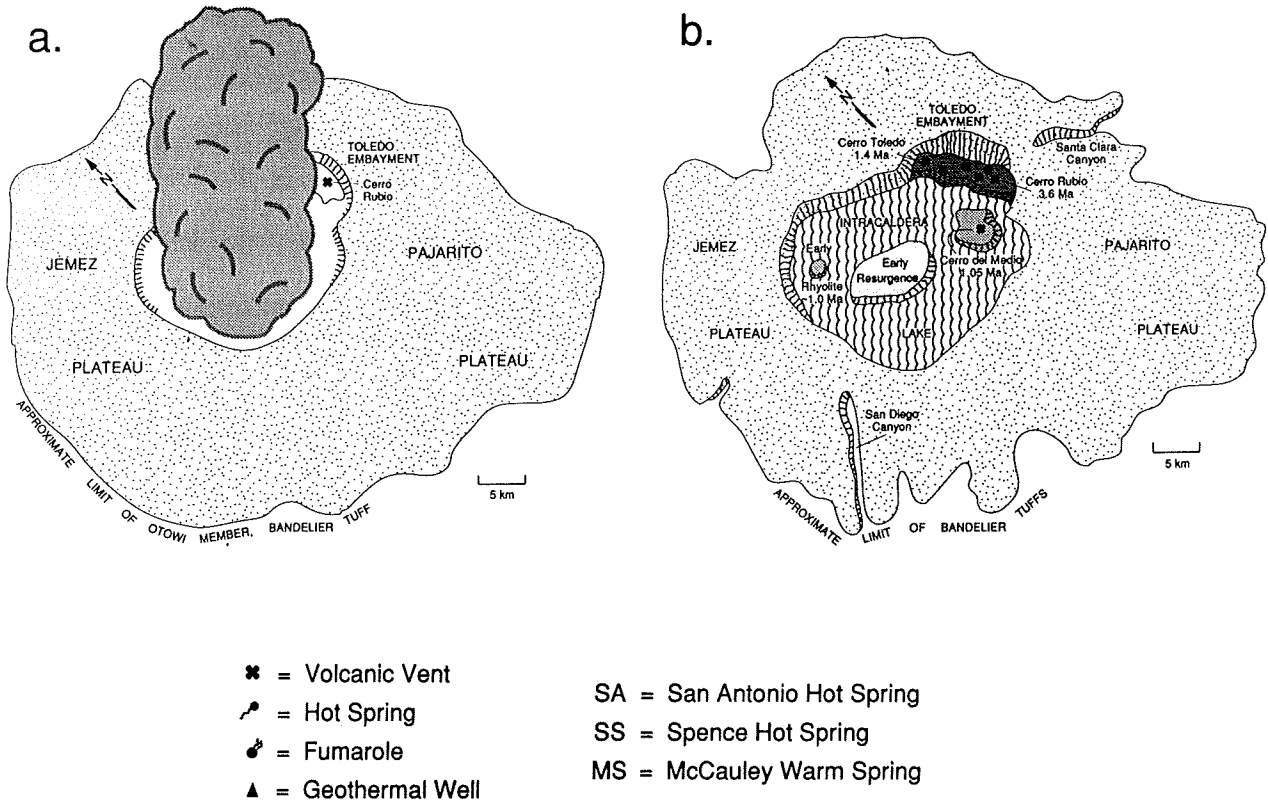 a.
TOLEDO
EMBAYMENT
Cerro
Rubio
N
JEMEZ
PAJARITO
PLATEAU
PLATEAU
5 km
APPROXIMATE LIMIT OF OTOWI MEMBER, BANDELIER TUFF
b.
N
TOLEDO
EMBAYMENT
Cerro Toledo
1.4 Ma
Santa Clara
Canyon
Cerro Rubio
3.6 Ma
INTRACALDERA
JEMEZ
PAJARITO
Early
Rhyolite
~1.0 Ma
Early
Resurgence
Cerro del Medio
1.05 Ma
PLATEAU
LAKE
PLATEAU
San Diego
Canyon
5 km
APPROXIMATE LIMIT OF BANDELIER TUFFS
= Volcanic Vent
= Hot Spring
= Fumarole
= Geothermal Well
SA = San Antonio Hot Spring
SS = Spence Hot Spring
MS = McCauley Warm Spring